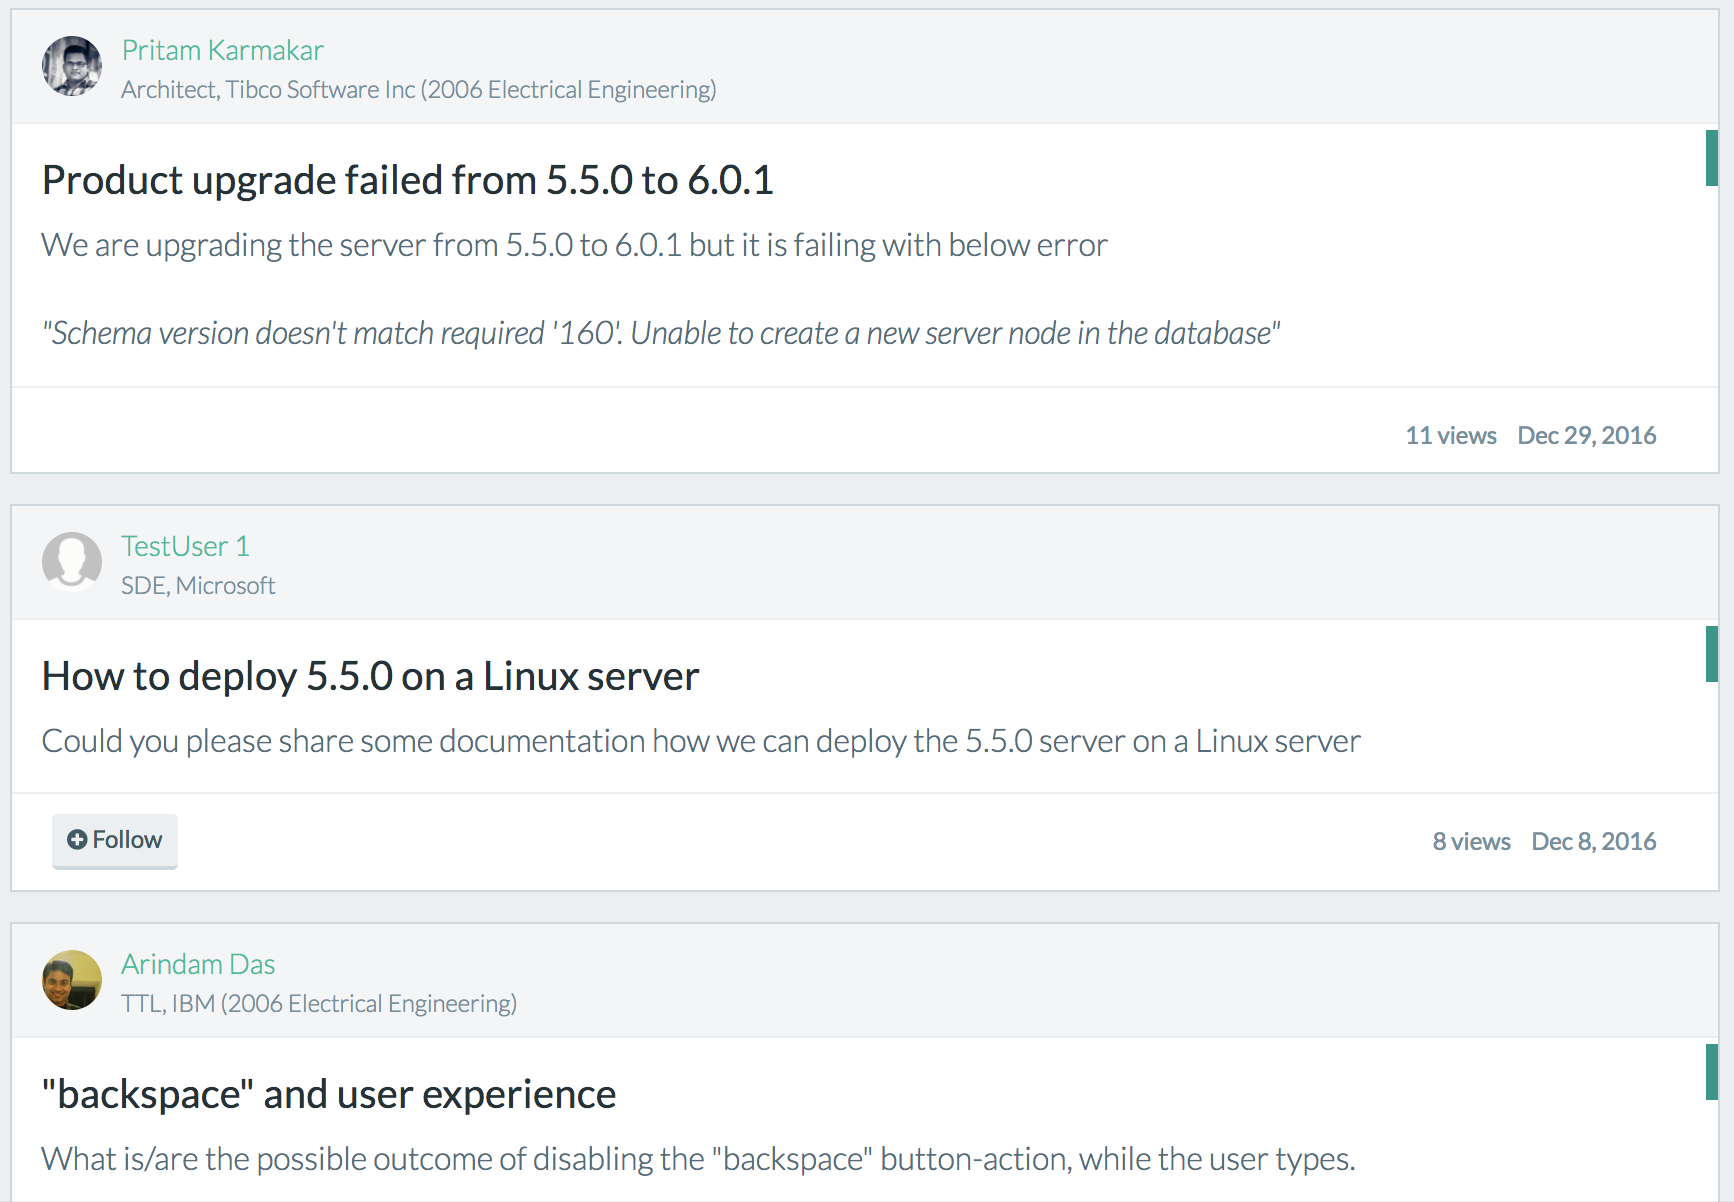 Pritam Karmakar
Architect, Tibco Software Inc (2006 Electrical Engineering)
Product upgrade failed from 5.5.0 to 6.0.1
We are upgrading the server from 5.5.0 to 6.0.1 but it is failing with below error
"Schema version doesn't match required '160'. Unable to create a new server node in the database"
11 views Dec 29, 2016
TestUser 1
SDE, Microsoft
How to deploy 5.5.0 on a Linux server
Could you please share some documentation how we can deploy the 5.5.0 server on a Linux server
Follow
8 views Dec 8, 2016
Arindam Das
TTL, IBM (2006 Electrical Engineering)
"backspace" and user experience
What is/are the possible outcome of disabling the "backspace" button-action, while the user types.